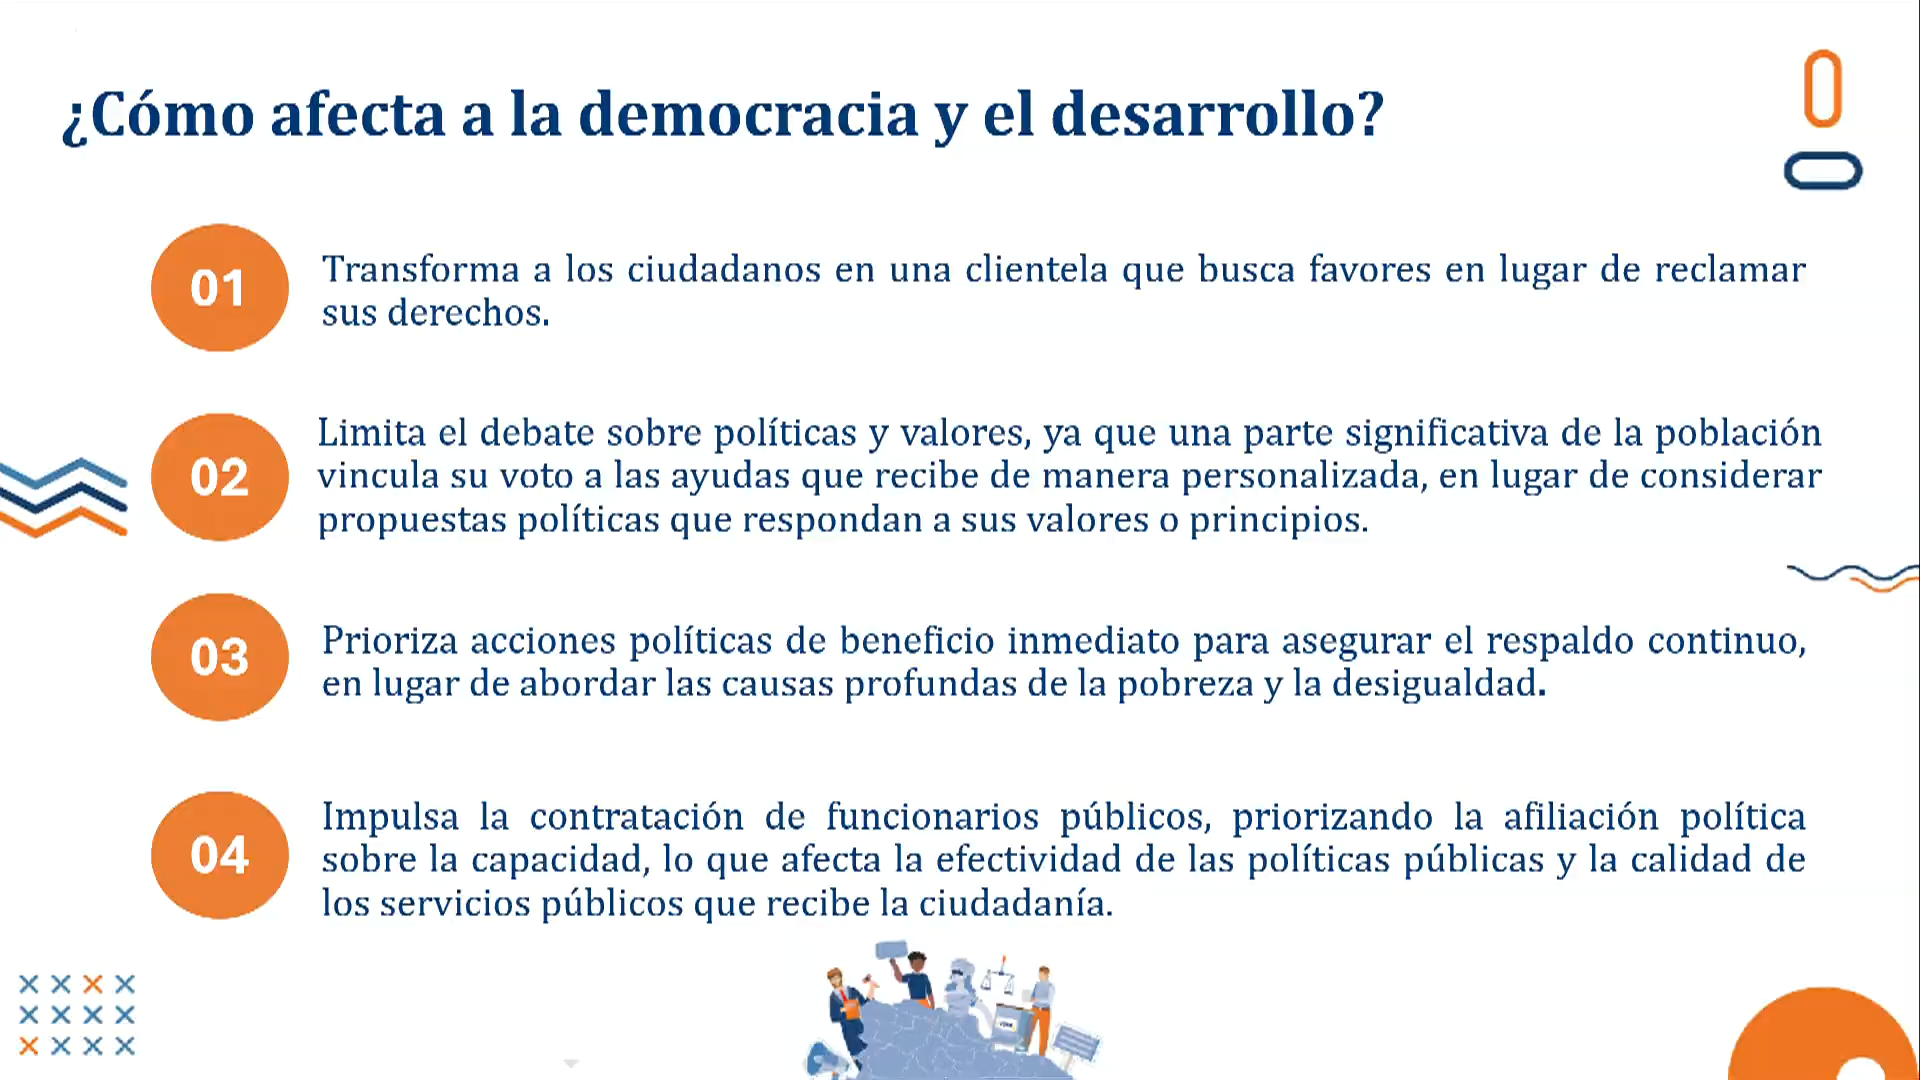 ¿Cómo afecta a la democracia y el desarrollo?
01
Transforma a los ciudadanos en una clientela que busca favores en lugar de reclamar
sus derechos.
02
Limita el debate sobre políticas y valores, ya que una parte significativa de la población
vincula su voto a las ayudas que recibe de manera personalizada, en lugar de considerar
propuestas políticas que respondan a sus valores o principios.
03
Prioriza acciones políticas de beneficio inmediato para asegurar el respaldo continuo,
en lugar de abordar las causas profundas de la pobreza y la desigualdad.
04
Impulsa la contratación de funcionarios públicos, priorizando la afiliación política
sobre la capacidad, lo que afecta la efectividad de las políticas públicas y la calidad de
los servicios públicos que recibe la ciudadanía.